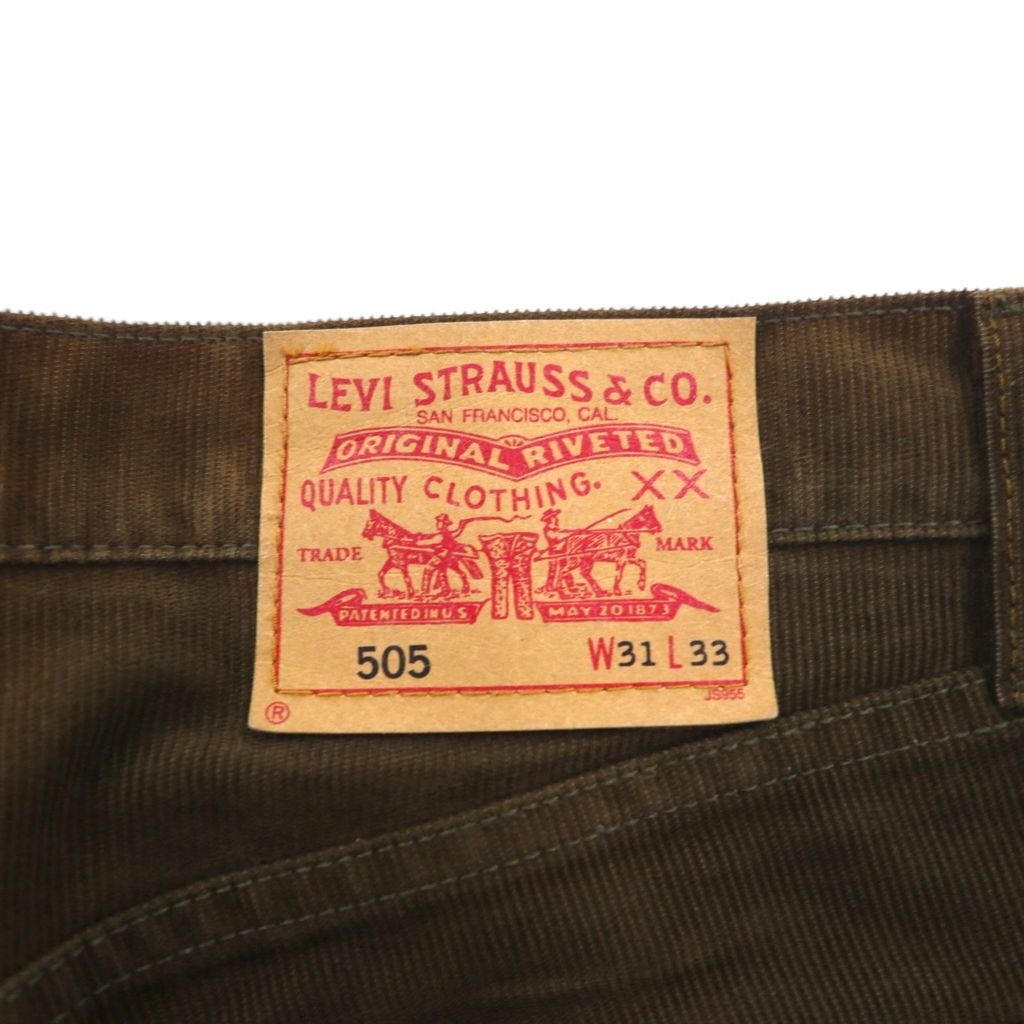 LEVI STRAUSS & CO.
SAN FRANCISCO, CAL.
ORIGINAL RIVETED
QUALITY CLOTHING. XX
TRADE MARK
PATENTED IN U.S MAY 20 1873
505 W31 L33
JS955
®